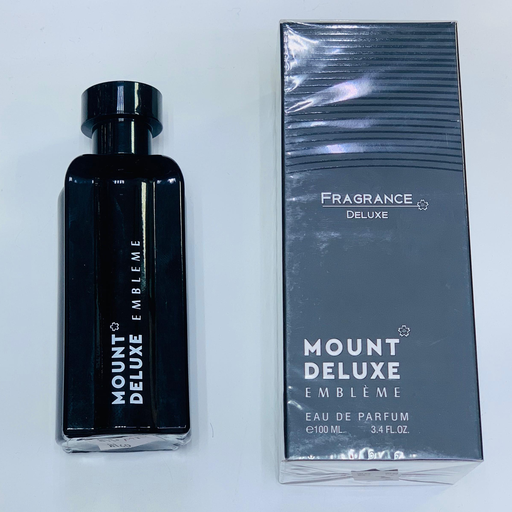 MOUNT
DELUXE
EMBLEME
FRAGRANCE
DELUXE
MOUNT
DELUXE
EMBLÈME
EAU DE PARFUM
℮100 ML. 3.4 FL.OZ.